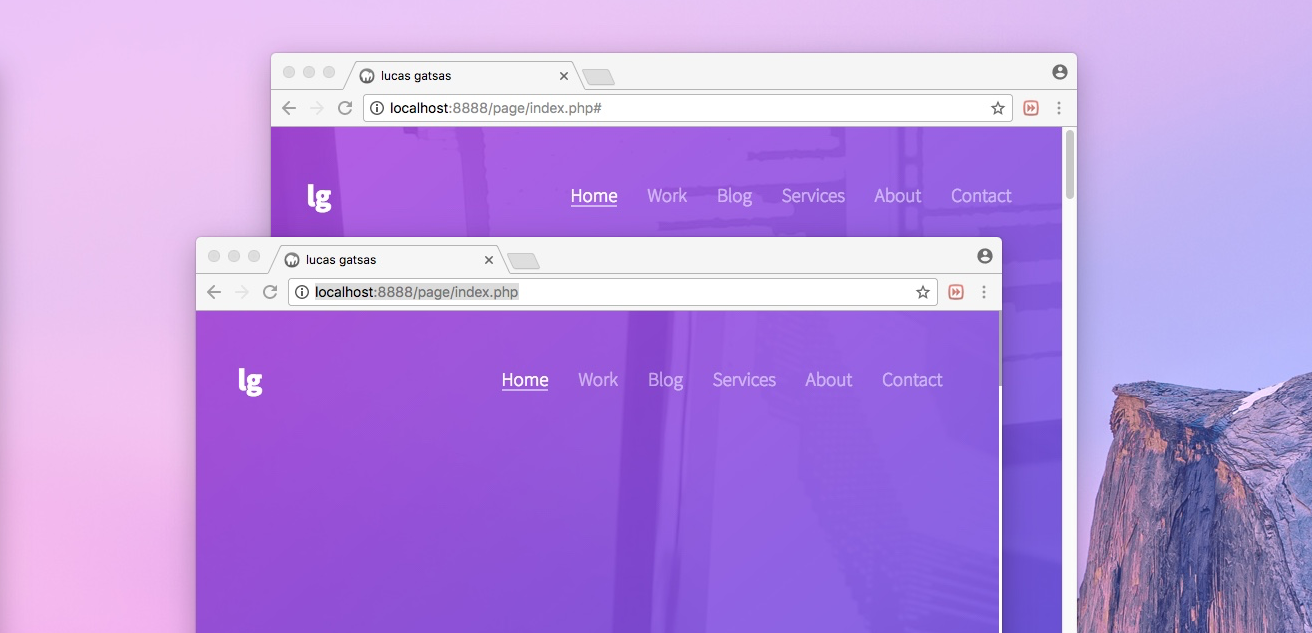 lucas gatsas
localhost:8888/page/index.php#
lg Home Work Blog Services About Contact
lucas gatsas
localhost:8888/page/index.php
lg Home Work Blog Services About Contact